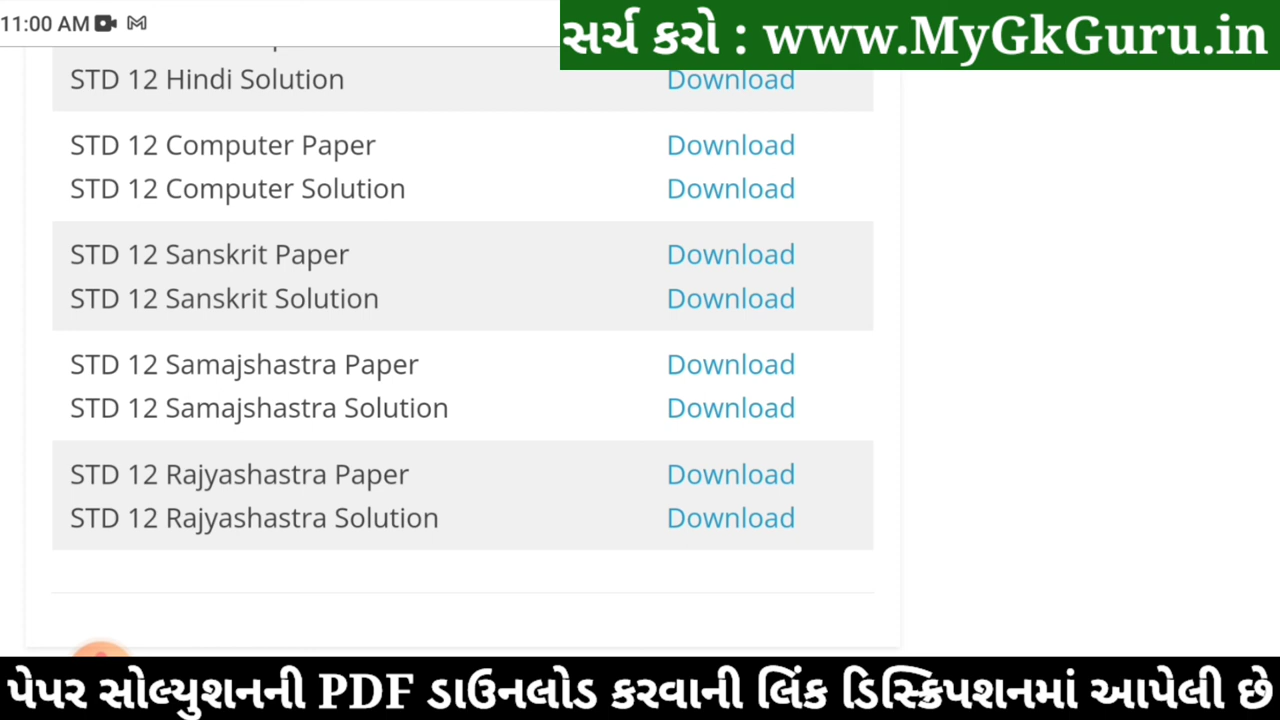 11:00 AM
સર્ચ કરો : www.MyGkGuru.in
STD 12 Hindi Solution Download
STD 12 Computer Paper Download
STD 12 Computer Solution Download
STD 12 Sanskrit Paper Download
STD 12 Sanskrit Solution Download
STD 12 Samajshastra Paper Download
STD 12 Samajshastra Solution Download
STD 12 Rajyashastra Paper Download
STD 12 Rajyashastra Solution Download
પેપર સોલ્યુશનની PDF ડાઉનલોડ કરવાની લિંક ડિસ્ક્રિપશનમાં આપેલી છે